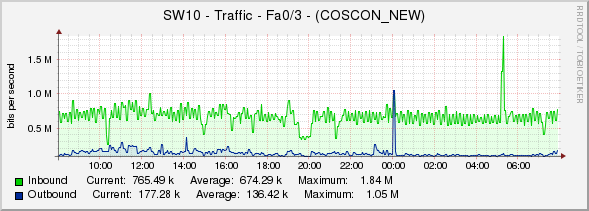 SW10 - Traffic - Fa0/3 - (COSCON_NEW)
RRDTOOL / TOBI OETIKER
bits per second
1.5 M
1.0 M
0.5 M
10:00 12:00 14:00 16:00 18:00 20:00 22:00 00:00 02:00 04:00 06:00
Inbound Current: 765.49 k Average: 674.29 k Maximum: 1.84 M
Outbound Current: 177.28 k Average: 136.42 k Maximum: 1.05 M